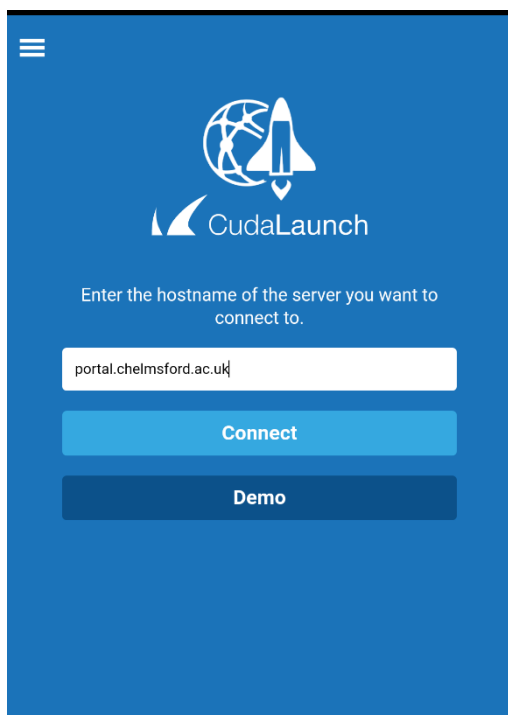 CudaLaunch
Enter the hostname of the server you want to
connect to.
portal.chelmsford.ac.uk
Connect
Demo